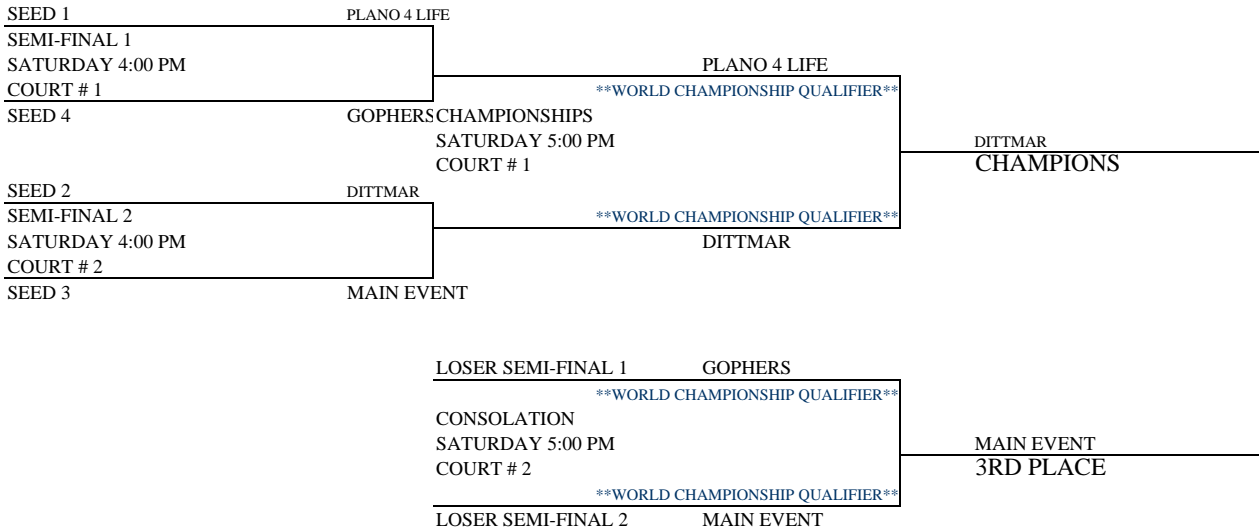 SEED 1 PLANO 4 LIFE
SEMI-FINAL 1
SATURDAY 4:00 PM PLANO 4 LIFE
COURT # 1 **WORLD CHAMPIONSHIP QUALIFIER**
SEED 4 GOPHERS CHAMPIONSHIPS
SATURDAY 5:00 PM DITTMAR
COURT # 1 CHAMPIONS
SEED 2 DITTMAR
SEMI-FINAL 2 **WORLD CHAMPIONSHIP QUALIFIER**
SATURDAY 4:00 PM DITTMAR
COURT # 2
SEED 3 MAIN EVENT
LOSER SEMI-FINAL 1 GOPHERS
**WORLD CHAMPIONSHIP QUALIFIER**
CONSOLATION
SATURDAY 5:00 PM MAIN EVENT
COURT # 2 3RD PLACE
**WORLD CHAMPIONSHIP QUALIFIER**
LOSER SEMI-FINAL 2 MAIN EVENT